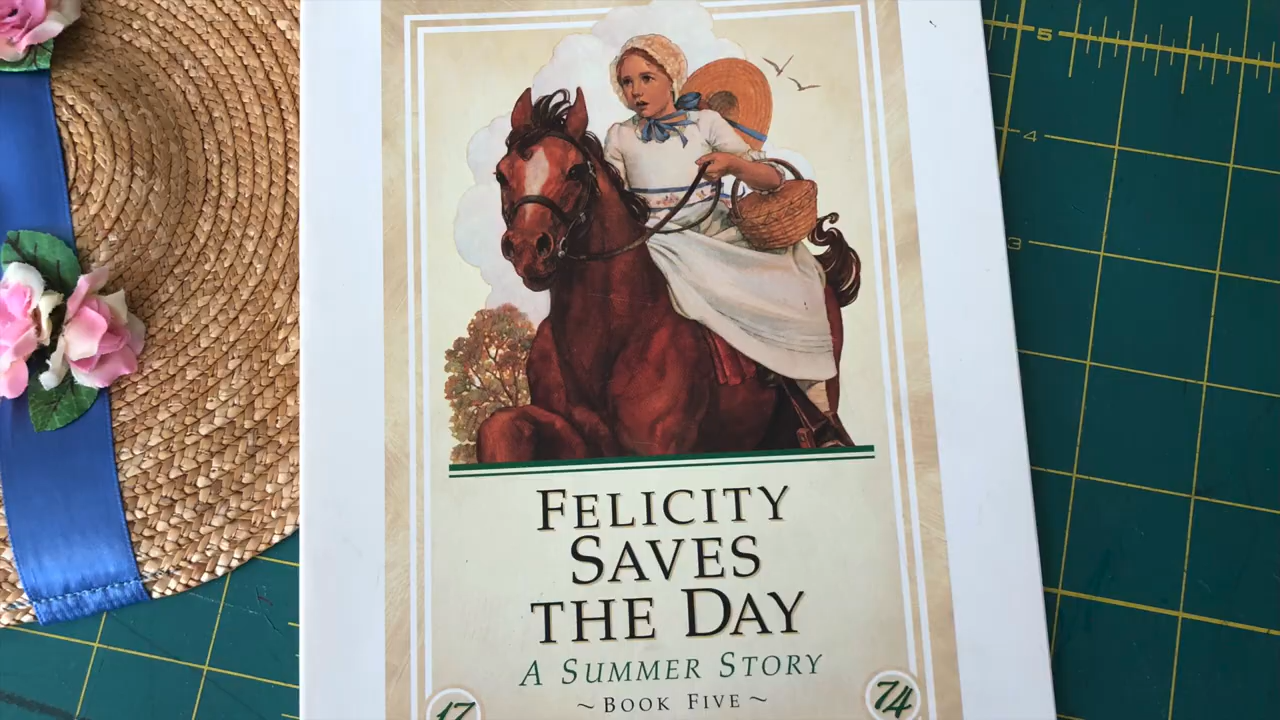 5
4
3
FELICITY
SAVES
THE DAY
A SUMMER STORY
~BOOK FIVE~
17
74